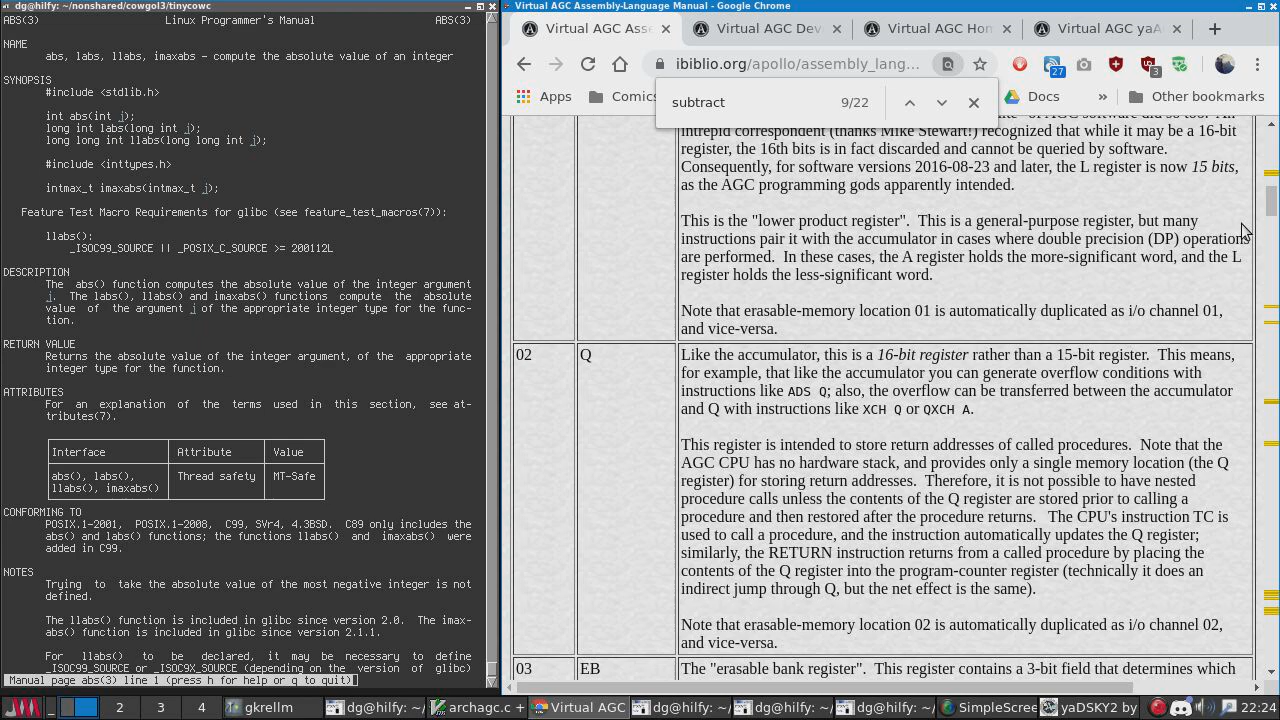 dg@hilfy: ~/nonshared/cowgol3/tinycowc
ABS(3) Linux Programmer's Manual ABS(3)
NAME
abs, labs, llabs, imaxabs - compute the absolute value of an integer
SYNOPSIS
#include <stdlib.h>
int abs(int j);
long int labs(long int j);
long long int llabs(long long int j);
#include <inttypes.h>
intmax_t imaxabs(intmax_t j);
Feature Test Macro Requirements for glibc (see feature_test_macros(7)):
llabs():
_ISOC99_SOURCE || _POSIX_C_SOURCE >= 200112L
DESCRIPTION
The abs() function computes the absolute value of the integer argument
j. The labs(), llabs() and imaxabs() functions compute the absolute
value of the argument j of the appropriate integer type for the func-
tion.
RETURN VALUE
Returns the absolute value of the integer argument, of the appropriate
integer type for the function.
ATTRIBUTES
For an explanation of the terms used in this section, see at-
tributes(7).
Interface Attribute Value
abs(), labs(), Thread safety MT-Safe
llabs(), imaxabs()
CONFORMING TO
POSIX.1-2001, POSIX.1-2008, C99, SVr4, 4.3BSD. C89 only includes the
abs() and labs() functions; the functions llabs() and imaxabs() were
added in C99.
NOTES
Trying to take the absolute value of the most negative integer is not
defined.
The llabs() function is included in glibc since version 2.0. The imax-
abs() function is included in glibc since version 2.1.1.
For llabs() to be declared, it may be necessary to define
_ISOC99_SOURCE or _ISOC9X_SOURCE (depending on the version of glibc)
Manual page abs(3) line 1 (press h for help or q to quit)
Virtual AGC Assembly-Language Manual - Google Chrome
Virtual AGC Asse
Virtual AGC Dev
Virtual AGC Hon
Virtual AGC yaA
ibiblio.org/apollo/assembly_lang...
27
3
Apps
Comics
Docs
»
Other bookmarks
subtract 9/22
intrepid correspondent (thanks Mike Stewart!) recognized that while it may be a 16-bit
register, the 16th bits is in fact discarded and cannot be queried by software.
Consequently, for software versions 2016-08-23 and later, the L register is now 15 bits,
as the AGC programming gods apparently intended.
This is the "lower product register". This is a general-purpose register, but many
instructions pair it with the accumulator in cases where double precision (DP) operations
are performed. In these cases, the A register holds the more-significant word, and the L
register holds the less-significant word.
Note that erasable-memory location 01 is automatically duplicated as i/o channel 01,
and vice-versa.
02 Q Like the accumulator, this is a 16-bit register rather than a 15-bit register. This means,
for example, that like the accumulator you can generate overflow conditions with
instructions like ADS Q; also, the overflow can be transferred between the accumulator
and Q with instructions like XCH Q or QXCH A.
This register is intended to store return addresses of called procedures. Note that the
AGC CPU has no hardware stack, and provides only a single memory location (the Q
register) for storing return addresses. Therefore, it is not possible to have nested
procedure calls unless the contents of the Q register are stored prior to calling a
procedure and then restored after the procedure returns. The CPU's instruction TC is
used to call a procedure, and the instruction automatically updates the Q register;
similarly, the RETURN instruction returns from a called procedure by placing the
contents of the Q register into the program-counter register (technically it does an
indirect jump through Q, but the net effect is the same).
Note that erasable-memory location 02 is automatically duplicated as i/o channel 02,
and vice-versa.
03 EB The "erasable bank register". This register contains a 3-bit field that determines which
2 3 4 gkrellm dg@hilfy: ~/ archagc.c + Virtual AGC dg@hilfy: ~/ dg@hilfy: ~/ dg@hilfy: ~/ SimpleScree yaDSKY2 by 22:24